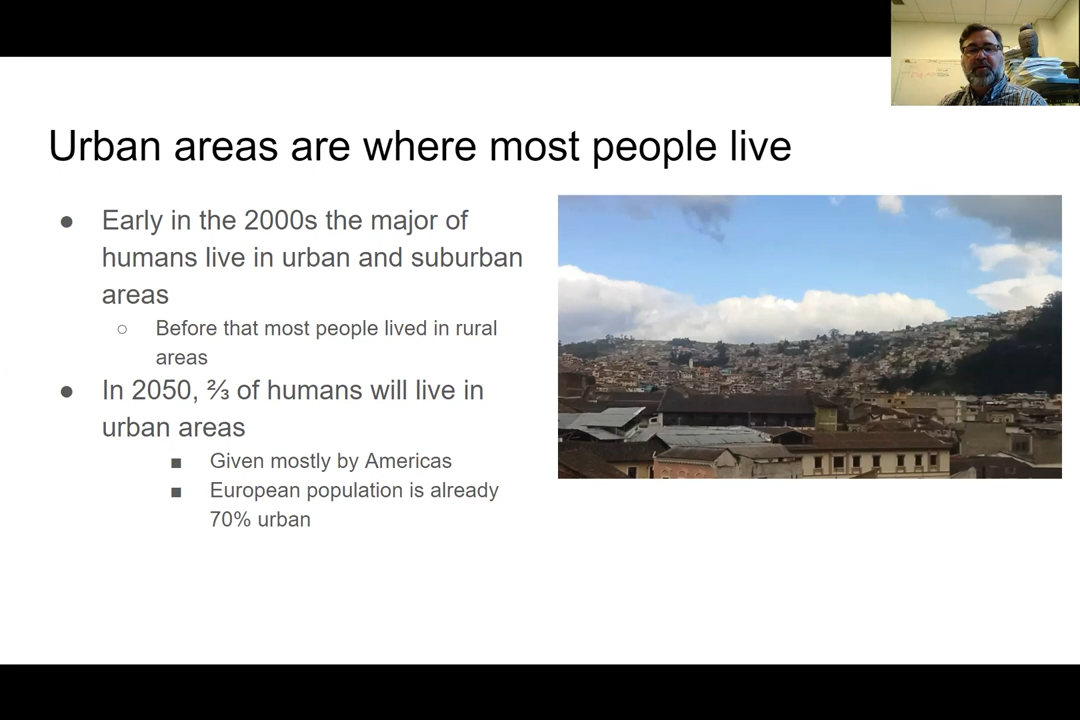 Urban areas are where most people live
● Early in the 2000s the major of
humans live in urban and suburban
areas
○ Before that most people lived in rural
areas
● In 2050, ⅔ of humans will live in
urban areas
■ Given mostly by Americas
■ European population is already
70% urban